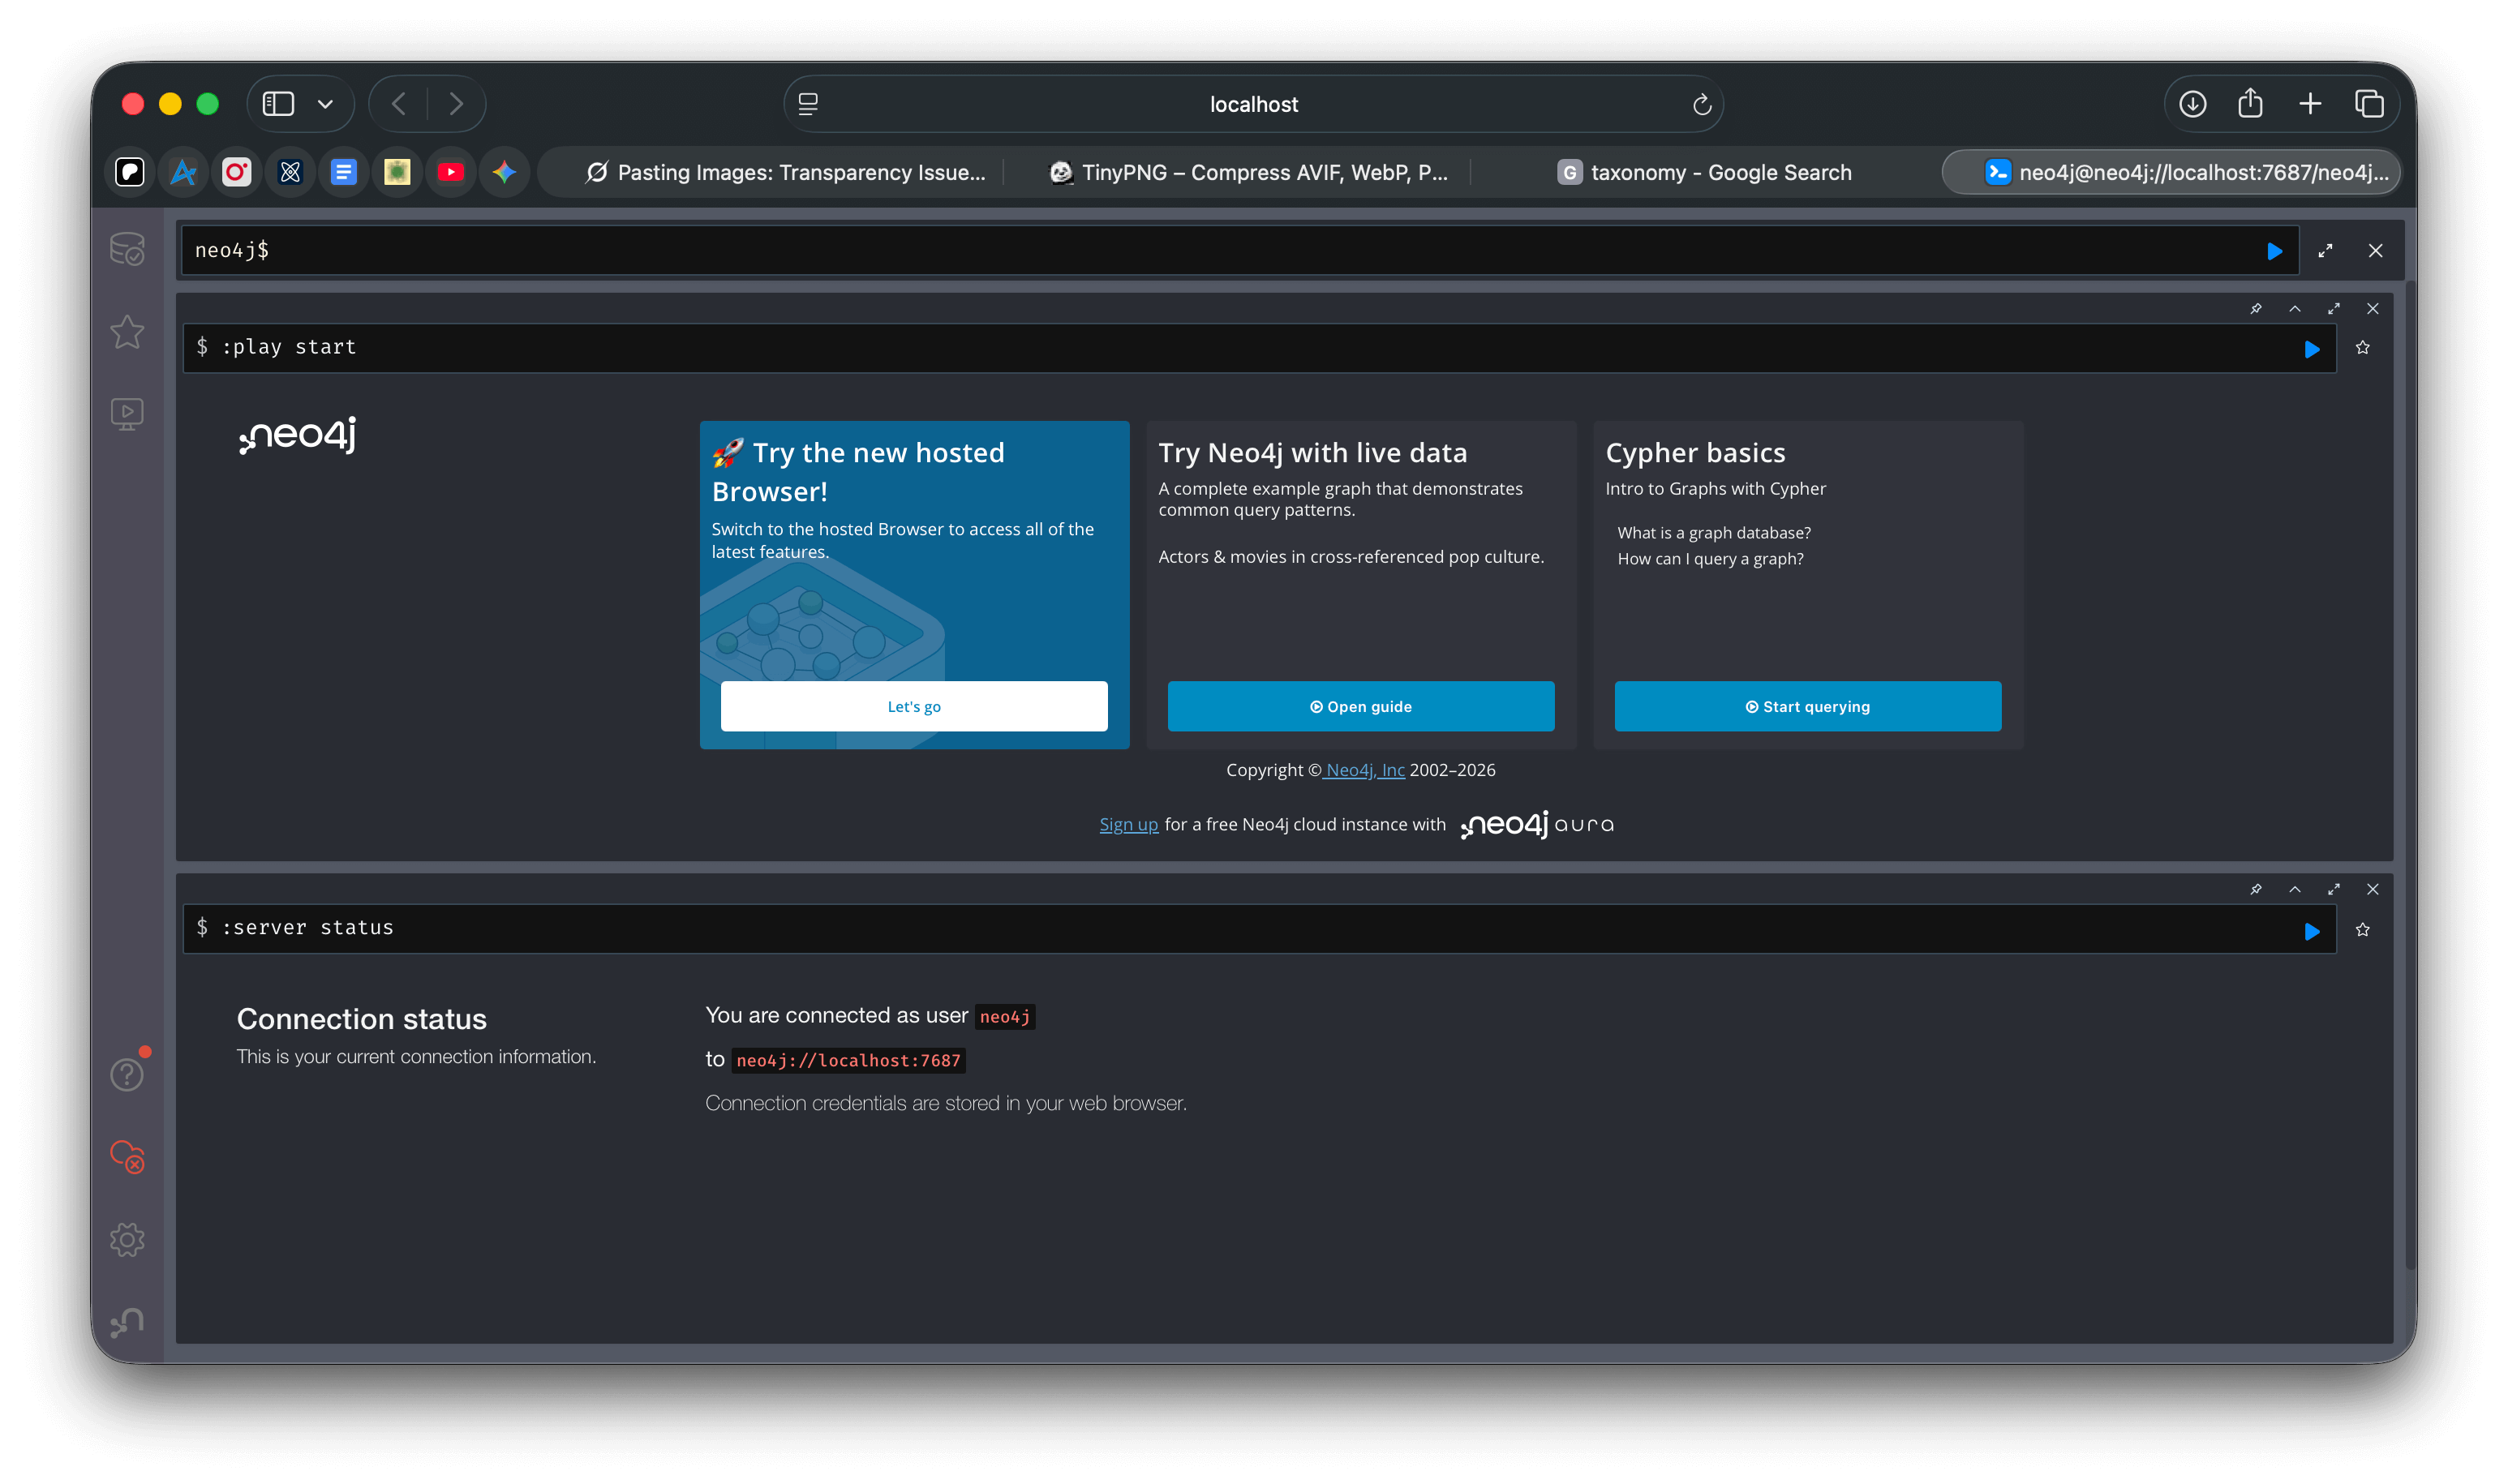 localhost
Pasting Images: Transparency Issue...
TinyPNG – Compress AVIF, WebP, P...
G taxonomy - Google Search
neo4j@neo4j://localhost:7687/neo4j...
neo4j$
$ :play start
neo4j
🚀 Try the new hosted
Browser!
Switch to the hosted Browser to access all of the
latest features.
Let's go
Try Neo4j with live data
A complete example graph that demonstrates
common query patterns.
Actors & movies in cross-referenced pop culture.
Open guide
Cypher basics
Intro to Graphs with Cypher
What is a graph database?
How can I query a graph?
Start querying
Copyright © Neo4j, Inc 2002–2026
Sign up for a free Neo4j cloud instance with neo4j aura
$ :server status
Connection status
This is your current connection information.
You are connected as user neo4j
to neo4j://localhost:7687
Connection credentials are stored in your web browser.